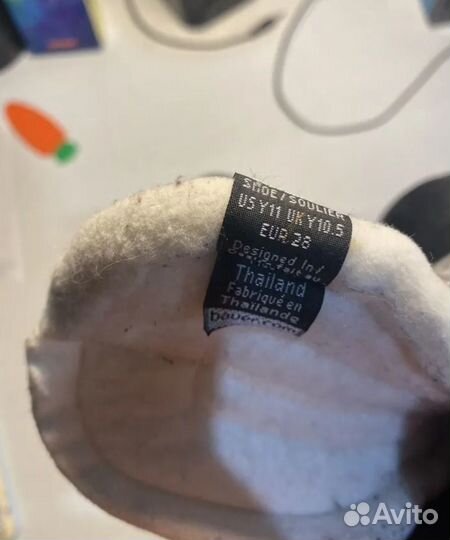 SHOE/SOULIER
US Y11 UK Y10.5
EUR 28
Designed In/
Thailand
Fabriqué en
Thaïlande
bauer.com
Avito